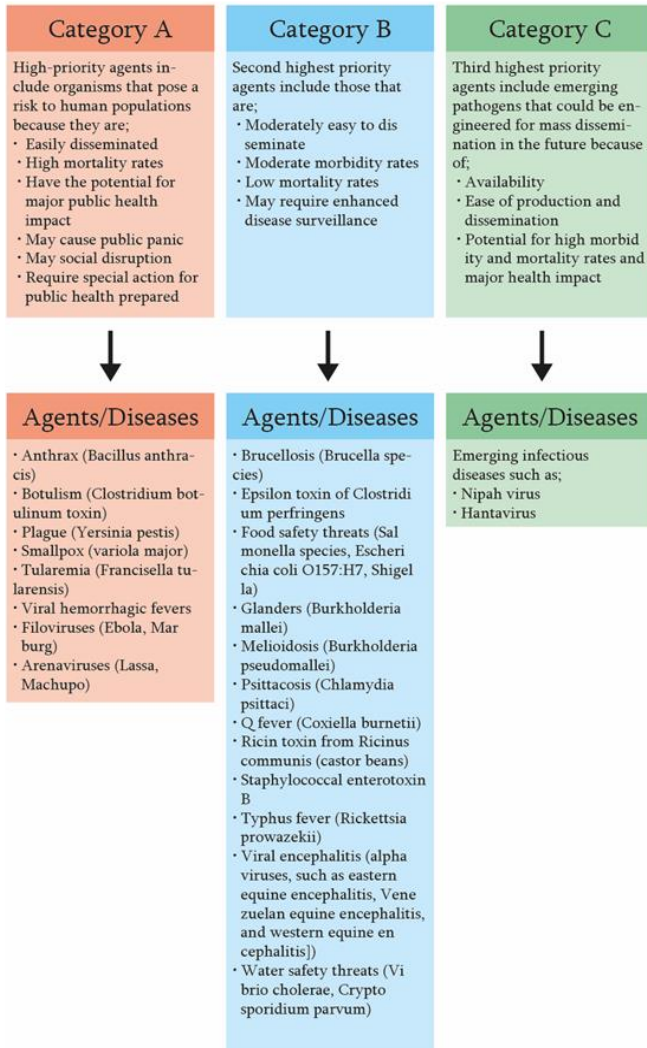 Category A
High-priority agents in-
clude organisms that pose a
risk to human populations
because they are;
· Easily disseminated
· High mortality rates
· Have the potential for
major public health
impact
· May cause public panic
· May social disruption
· Require special action for
public health prepared
Category B
Second highest priority
agents include those that
are;
· Moderately easy to dis
seminate
· Moderate morbidity rates
· Low mortality rates
· May require enhanced
disease surveillance
Category C
Third highest priority
agents include emerging
pathogens that could be en-
gineered for mass dissemi-
nation in the future because
of;
· Availability
· Ease of production and
dissemination
· Potential for high morbid
ity and mortality rates and
major health impact
Agents/Diseases
· Anthrax (Bacillus anthra-
cis)
· Botulism (Clostridium bot-
ulinum toxin)
· Plague (Yersinia pestis)
· Smallpox (variola major)
· Tularemia (Francisella tu-
larensis)
· Viral hemorrhagic fevers
· Filoviruses (Ebola, Mar
burg)
· Arenaviruses (Lassa,
Machupo)
Agents/Diseases
· Brucellosis (Brucella spe-
cies)
· Epsilon toxin of Clostridi
um perfringens
· Food safety threats (Sal
monella species, Escheri
chia coli O157:H7, Shigel
la)
· Glanders (Burkholderia
mallei)
· Melioidosis (Burkholderia
pseudomallei)
· Psittacosis (Chlamydia
psittaci)
· Q fever (Coxiella burnetii)
· Ricin toxin from Ricinus
communis (castor beans)
· Staphylococcal enterotoxin
B
· Typhus fever (Rickettsia
prowazekii)
· Viral encephalitis (alpha
viruses, such as eastern
equine encephalitis, Vene
zuelan equine encephalitis,
and western equine en
cephalitis])
· Water safety threats (Vi
brio cholerae, Crypto
sporidium parvum)
Agents/Diseases
Emerging infectious
diseases such as;
· Nipah virus
· Hantavirus